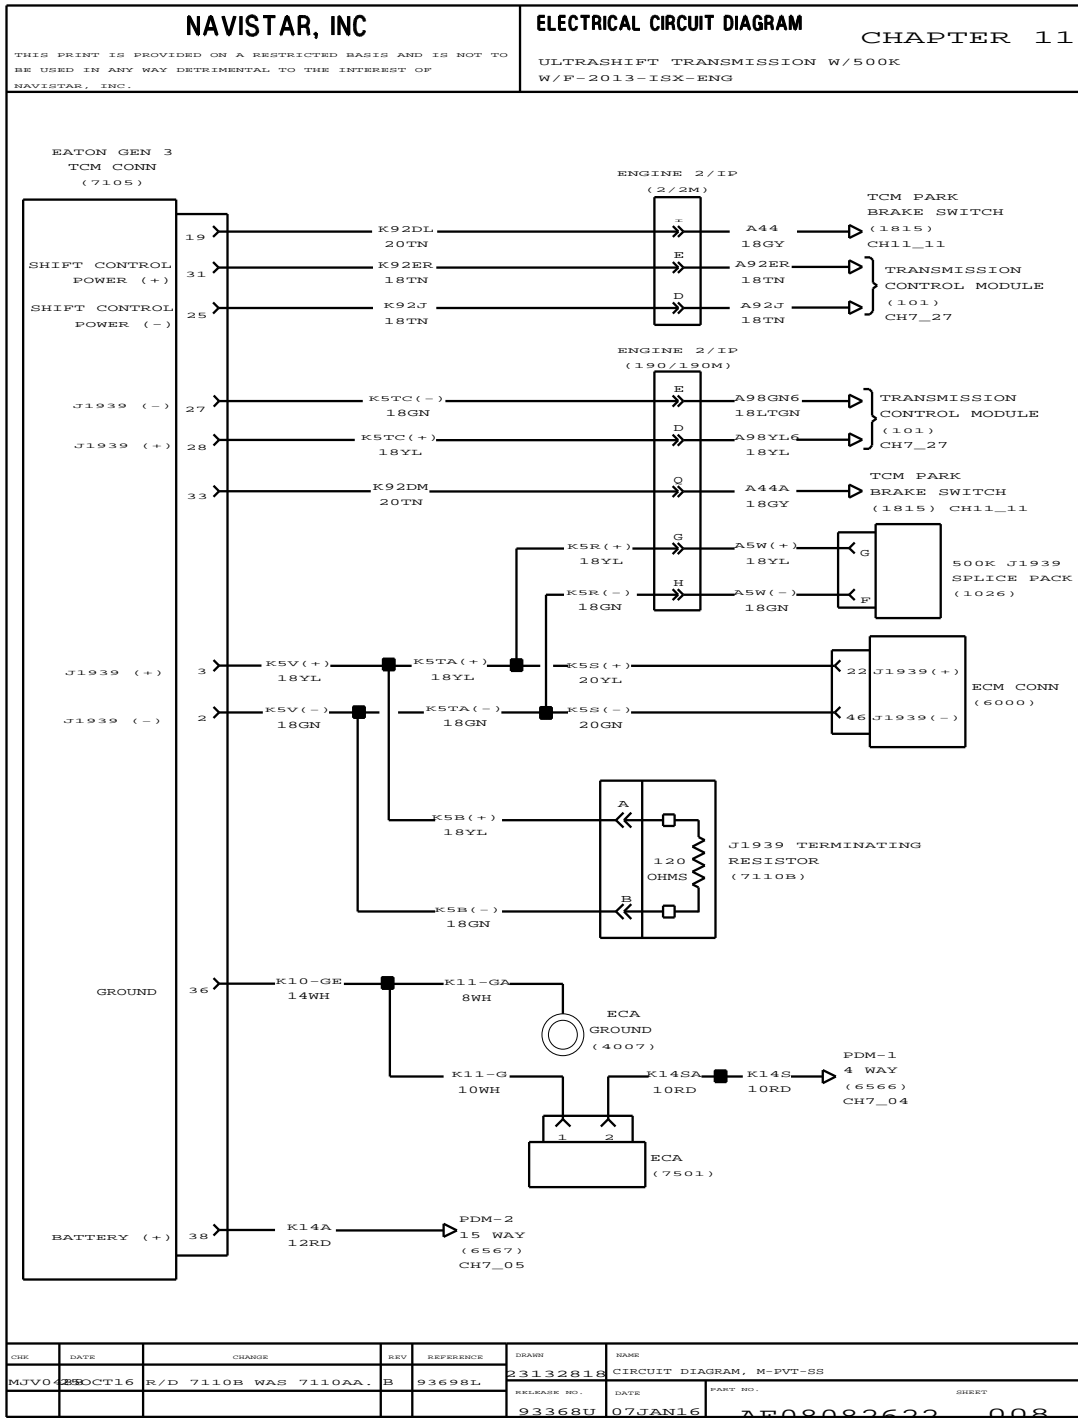 NAVISTAR, INC
THIS PRINT IS PROVIDED ON A RESTRICTED BASIS AND IS NOT TO
BE USED IN ANY WAY DETRIMENTAL TO THE INTEREST OF
NAVISTAR, INC.
ELECTRICAL CIRCUIT DIAGRAM
CHAPTER 11
ULTRASHIFT TRANSMISSION W/500K
W/F-2013-ISX-ENG
EATON GEN 3
TCM CONN
(7105)
ENGINE 2/IP
(2/2M)
19
K92DL
20TN
I
A44
18GY
TCM PARK
BRAKE SWITCH
(1815)
CH11_11
SHIFT CONTROL
POWER (+)
31
K92ER
18TN
E
A92ER
18TN
SHIFT CONTROL
POWER (-)
25
K92J
18TN
D
A92J
18TN
TRANSMISSION
CONTROL MODULE
(101)
CH7_27
ENGINE 2/IP
(190/190M)
J1939 (-)
27
K5TC(-)
18GN
E
A98GN6
18LTGN
J1939 (+)
28
K5TC(+)
18YL
D
A98YL6
18YL
TRANSMISSION
CONTROL MODULE
(101)
CH7_27
33
K92DM
20TN
Q
A44A
18GY
TCM PARK
BRAKE SWITCH
(1815) CH11_11
K5R(+)
18YL
G
A5W(+)
18YL
G
K5R(-)
18GN
H
A5W(-)
18GN
F
500K J1939
SPLICE PACK
(1026)
J1939 (+)
3
K5V(+)
18YL
K5TA(+)
18YL
K5S(+)
20YL
22 J1939(+)
J1939 (-)
2
K5V(-)
18GN
K5TA(-)
18GN
K5S(-)
20GN
46 J1939(-)
ECM CONN
(6000)
K5B(+)
18YL
A
120
OHMS
J1939 TERMINATING
RESISTOR
(7110B)
K5B(-)
18GN
B
GROUND
36
K10-GE
14WH
K11-GA
8WH
ECA
GROUND
(4007)
K11-G
10WH
K14SA
10RD
K14S
10RD
PDM-1
4 WAY
(6566)
CH7_04
1
2
ECA
(7501)
BATTERY (+)
38
K14A
12RD
PDM-2
15 WAY
(6567)
CH7_05
CHK
DATE
CHANGE
REV
REFERENCE
DRAWN
NAME
R/D 7110B WAS 7110AA.
B
93698L
23132818
CIRCUIT DIAGRAM, M-PVT-SS
RELEASE NO.
DATE
PART NO.
SHEET
93368U
07JAN16
008